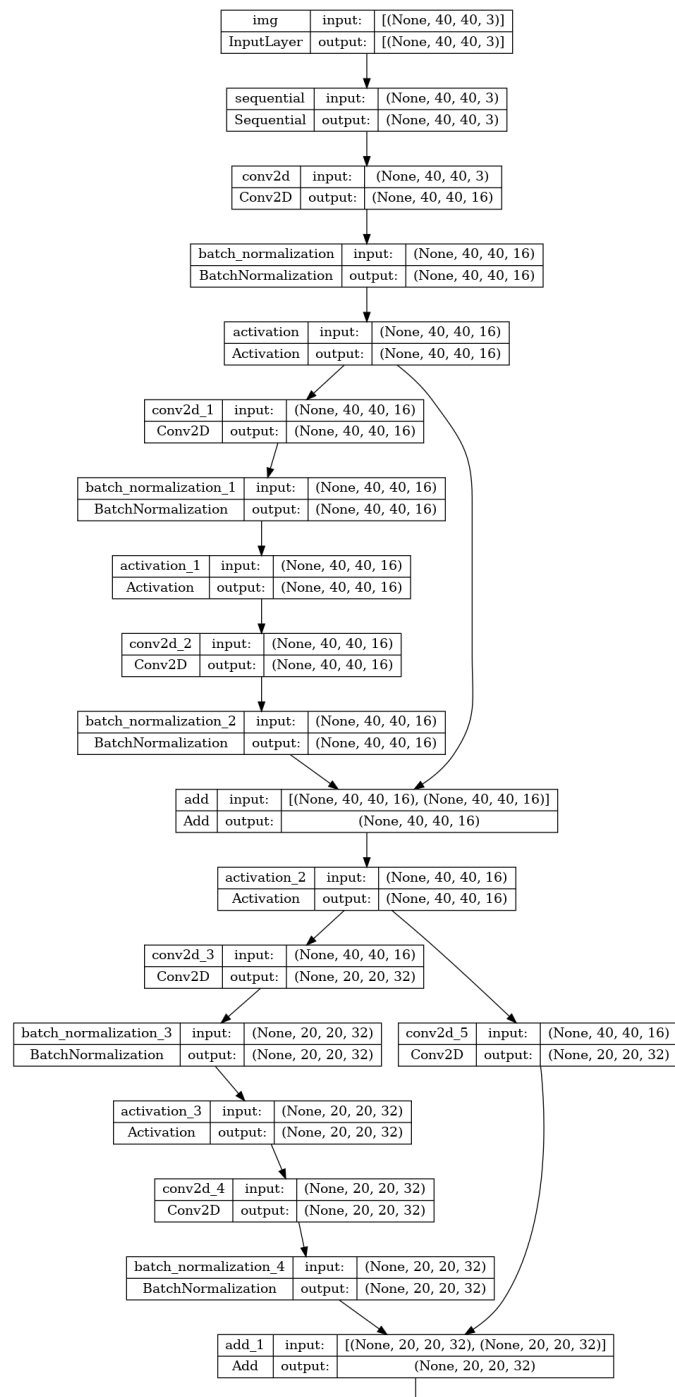 img input: [(None, 40, 40, 3)]
InputLayer output: [(None, 40, 40, 3)]
sequential input: (None, 40, 40, 3)
Sequential output: (None, 40, 40, 3)
conv2d input: (None, 40, 40, 3)
Conv2D output: (None, 40, 40, 16)
batch_normalization input: (None, 40, 40, 16)
BatchNormalization output: (None, 40, 40, 16)
activation input: (None, 40, 40, 16)
Activation output: (None, 40, 40, 16)
conv2d_1 input: (None, 40, 40, 16)
Conv2D output: (None, 40, 40, 16)
batch_normalization_1 input: (None, 40, 40, 16)
BatchNormalization output: (None, 40, 40, 16)
activation_1 input: (None, 40, 40, 16)
Activation output: (None, 40, 40, 16)
conv2d_2 input: (None, 40, 40, 16)
Conv2D output: (None, 40, 40, 16)
batch_normalization_2 input: (None, 40, 40, 16)
BatchNormalization output: (None, 40, 40, 16)
add input: [(None, 40, 40, 16), (None, 40, 40, 16)]
Add output: (None, 40, 40, 16)
activation_2 input: (None, 40, 40, 16)
Activation output: (None, 40, 40, 16)
conv2d_3 input: (None, 40, 40, 16)
Conv2D output: (None, 20, 20, 32)
batch_normalization_3 input: (None, 20, 20, 32)
BatchNormalization output: (None, 20, 20, 32)
conv2d_5 input: (None, 40, 40, 16)
Conv2D output: (None, 20, 20, 32)
activation_3 input: (None, 20, 20, 32)
Activation output: (None, 20, 20, 32)
conv2d_4 input: (None, 20, 20, 32)
Conv2D output: (None, 20, 20, 32)
batch_normalization_4 input: (None, 20, 20, 32)
BatchNormalization output: (None, 20, 20, 32)
add_1 input: [(None, 20, 20, 32), (None, 20, 20, 32)]
Add output: (None, 20, 20, 32)